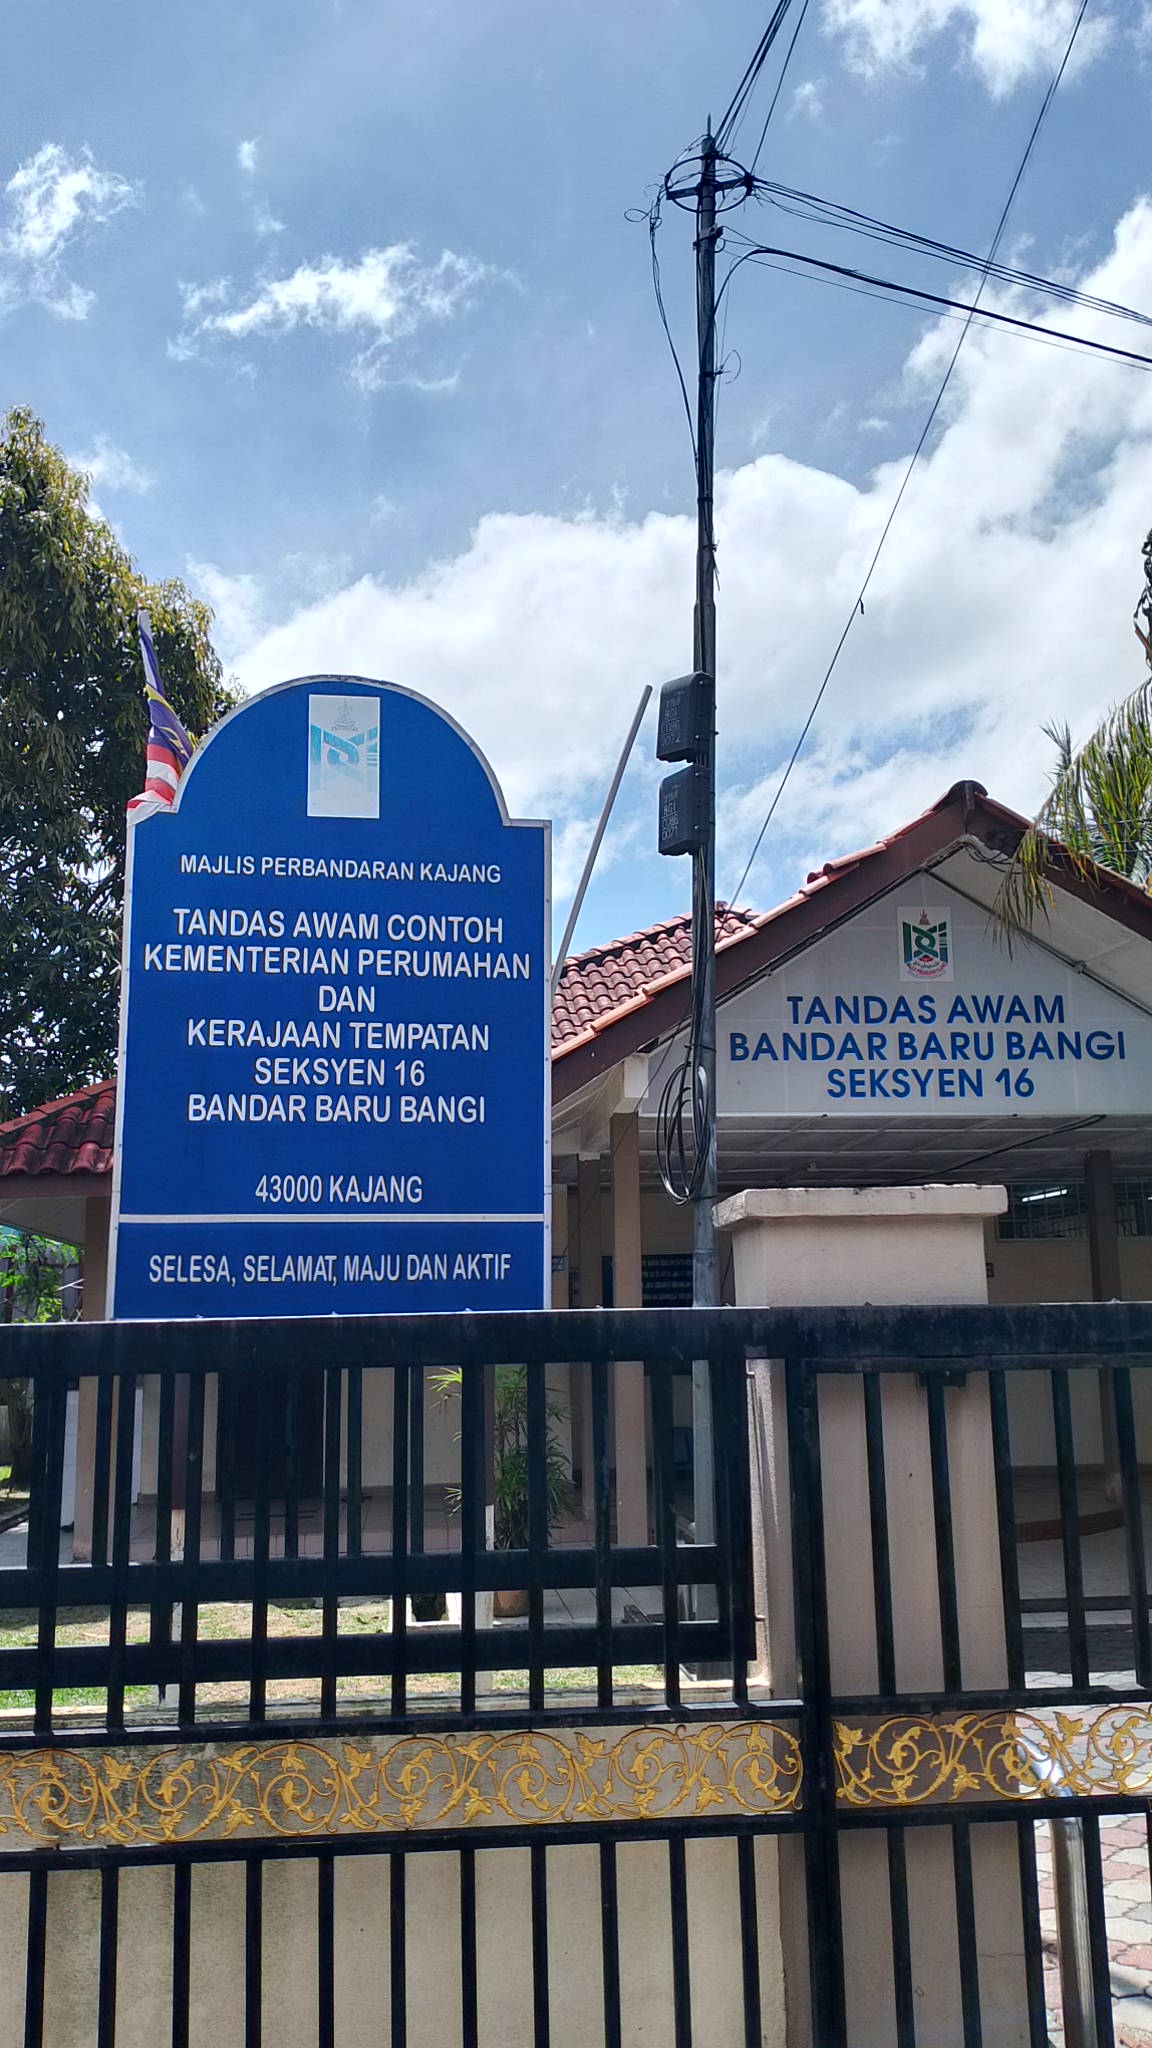 MAJLIS PERBANDARAN KAJANG
TANDAS AWAM CONTOH
KEMENTERIAN PERUMAHAN
DAN
KERAJAAN TEMPATAN
SEKSYEN 16
BANDAR BARU BANGI
43000 KAJANG
SELESA, SELAMAT, MAJU DAN AKTIF
TANDAS AWAM
BANDAR BARU BANGI
SEKSYEN 16